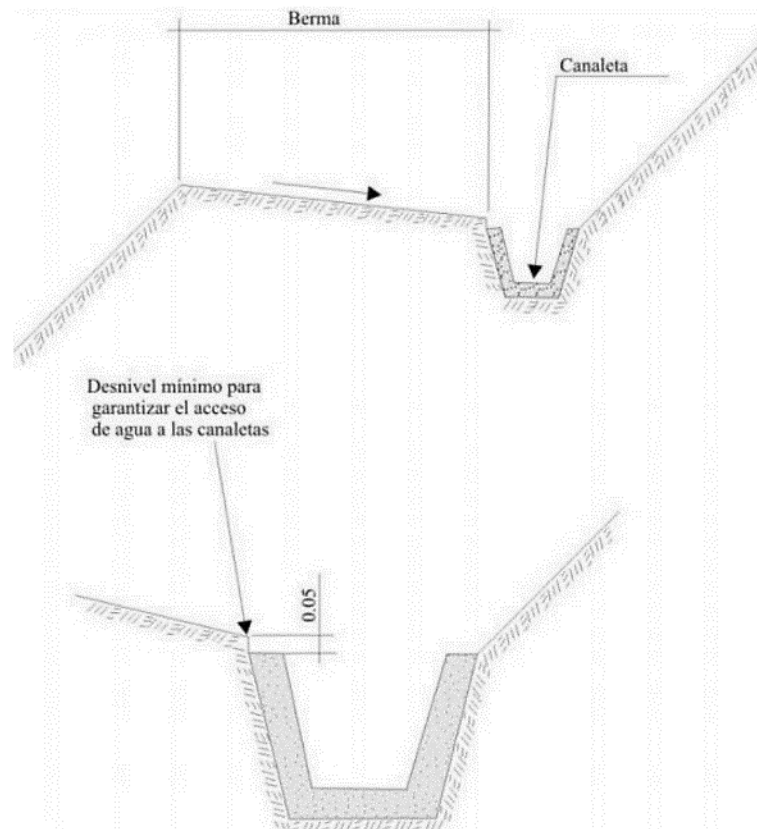 Berma
Canaleta
Desnivel mínimo para
garantizar el acceso
de agua a las canaletas
0.05